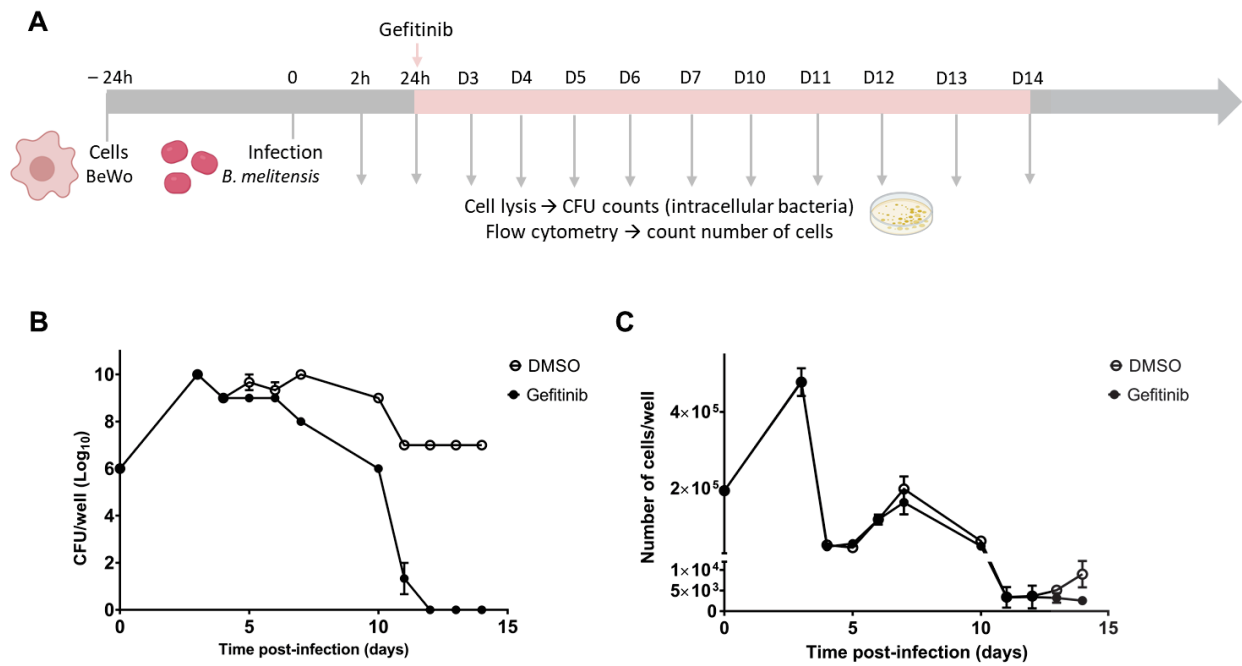 A
Gefitinib
– 24h 0 2h 24h D3 D4 D5 D6 D7 D10 D11 D12 D13 D14
Cells
BeWo
Infection
B. melitensis
Cell lysis → CFU counts (intracellular bacteria)
Flow cytometry → count number of cells
B
CFU/well (Log10)
10
8
6
4
2
0
0 5 10 15
Time post-infection (days)
DMSO
Gefitinib
C
Number of cells/well
4×10⁵
2×10⁵
1×10⁴
5×10³
0
0 5 10 15
Time post-infection (days)
DMSO
Gefitinib